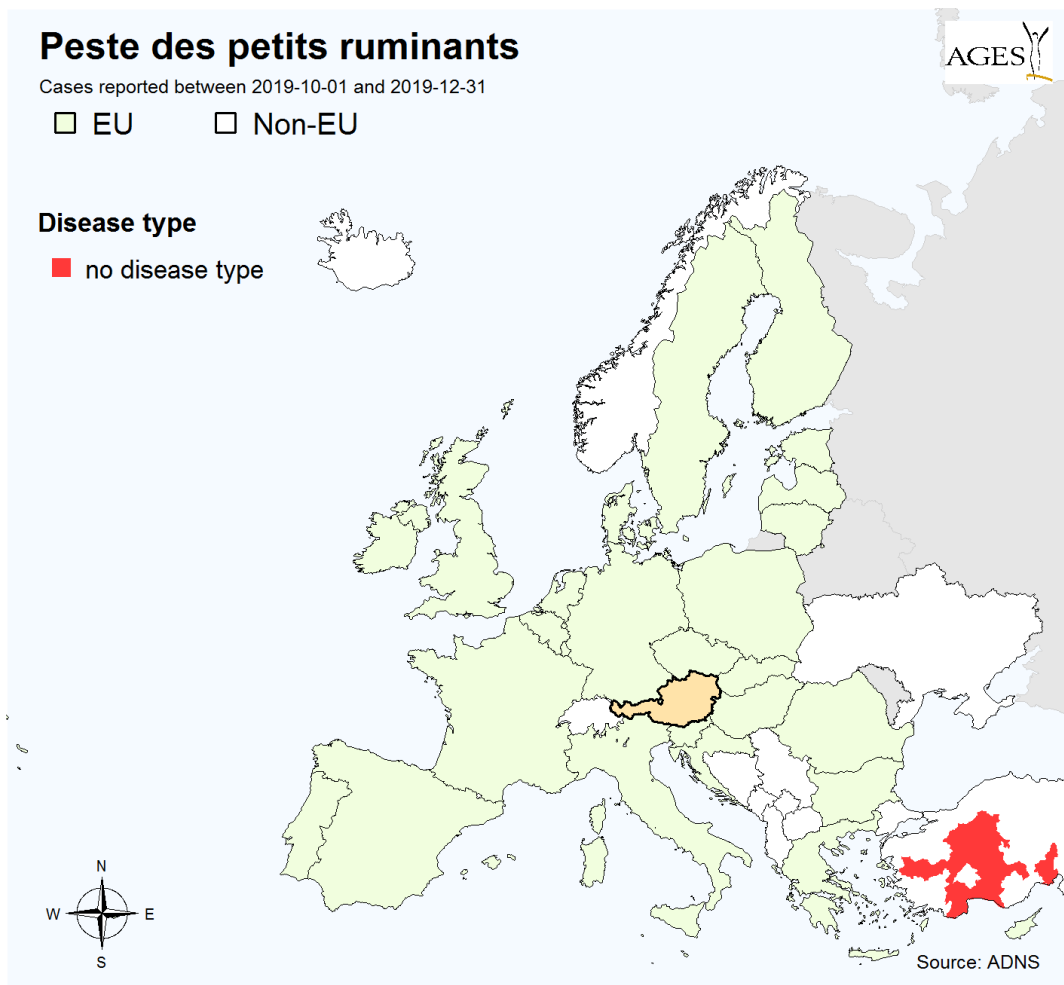 Peste des petits ruminants
Cases reported between 2019-10-01 and 2019-12-31
EU Non-EU
AGES
Disease type
no disease type
N
W E
S
Source: ADNS